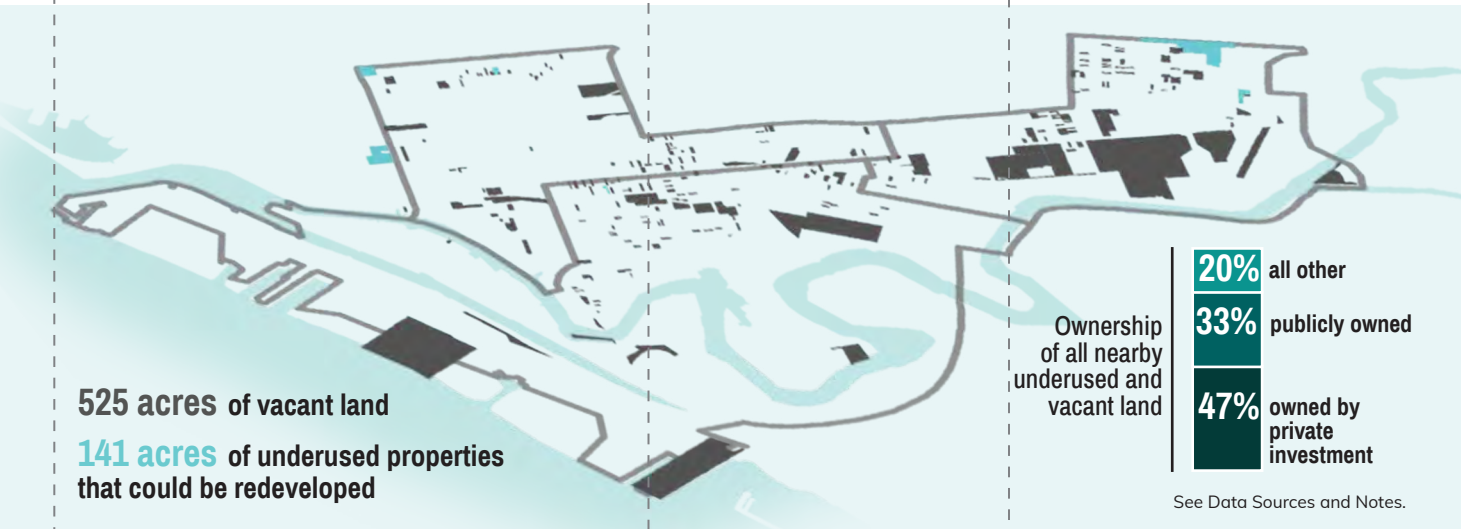 525 acres of vacant land
141 acres of underused properties
that could be redeveloped
Ownership
of all nearby
underused and
vacant land
20% all other
33% publicly owned
47% owned by
private
investment
See Data Sources and Notes.